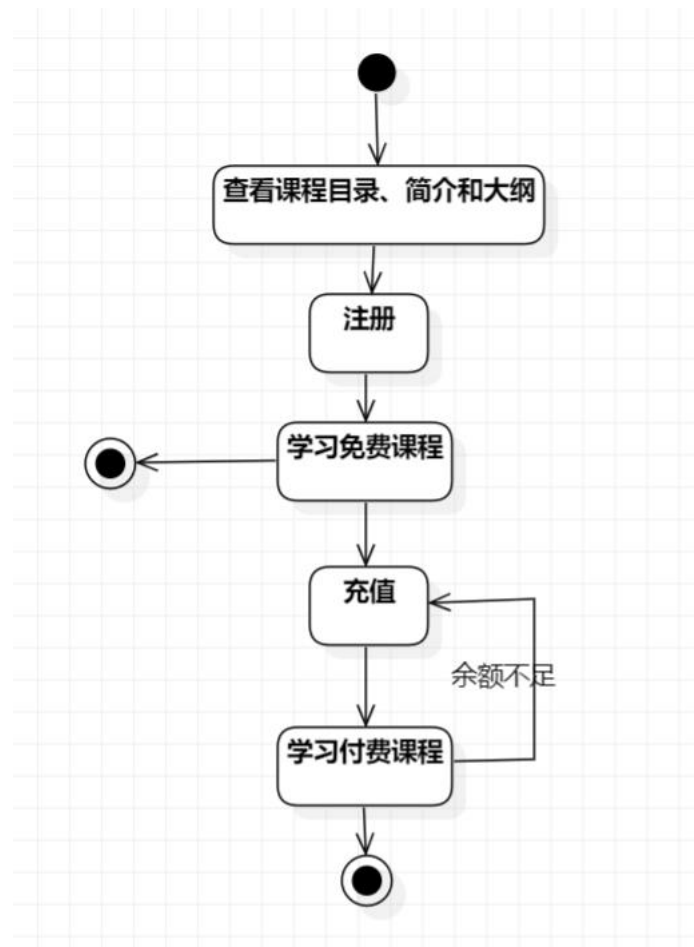 查看课程目录、简介和大纲
注册
学习免费课程
充值
余额不足
学习付费课程